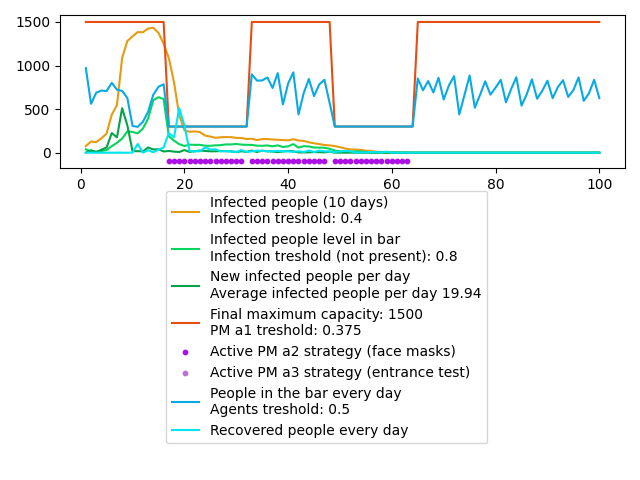 1500
1000
500
0
0
20
40
60
80
100
Infected people (10 days)
Infection treshold: 0.4
Infected people level in bar
Infection treshold (not present): 0.8
New infected people per day
Average infected people per day 19.94
Final maximum capacity: 1500
PM a1 treshold: 0.375
Active PM a2 strategy (face masks)
Active PM a3 strategy (entrance test)
People in the bar every day
Agents treshold: 0.5
Recovered people every day